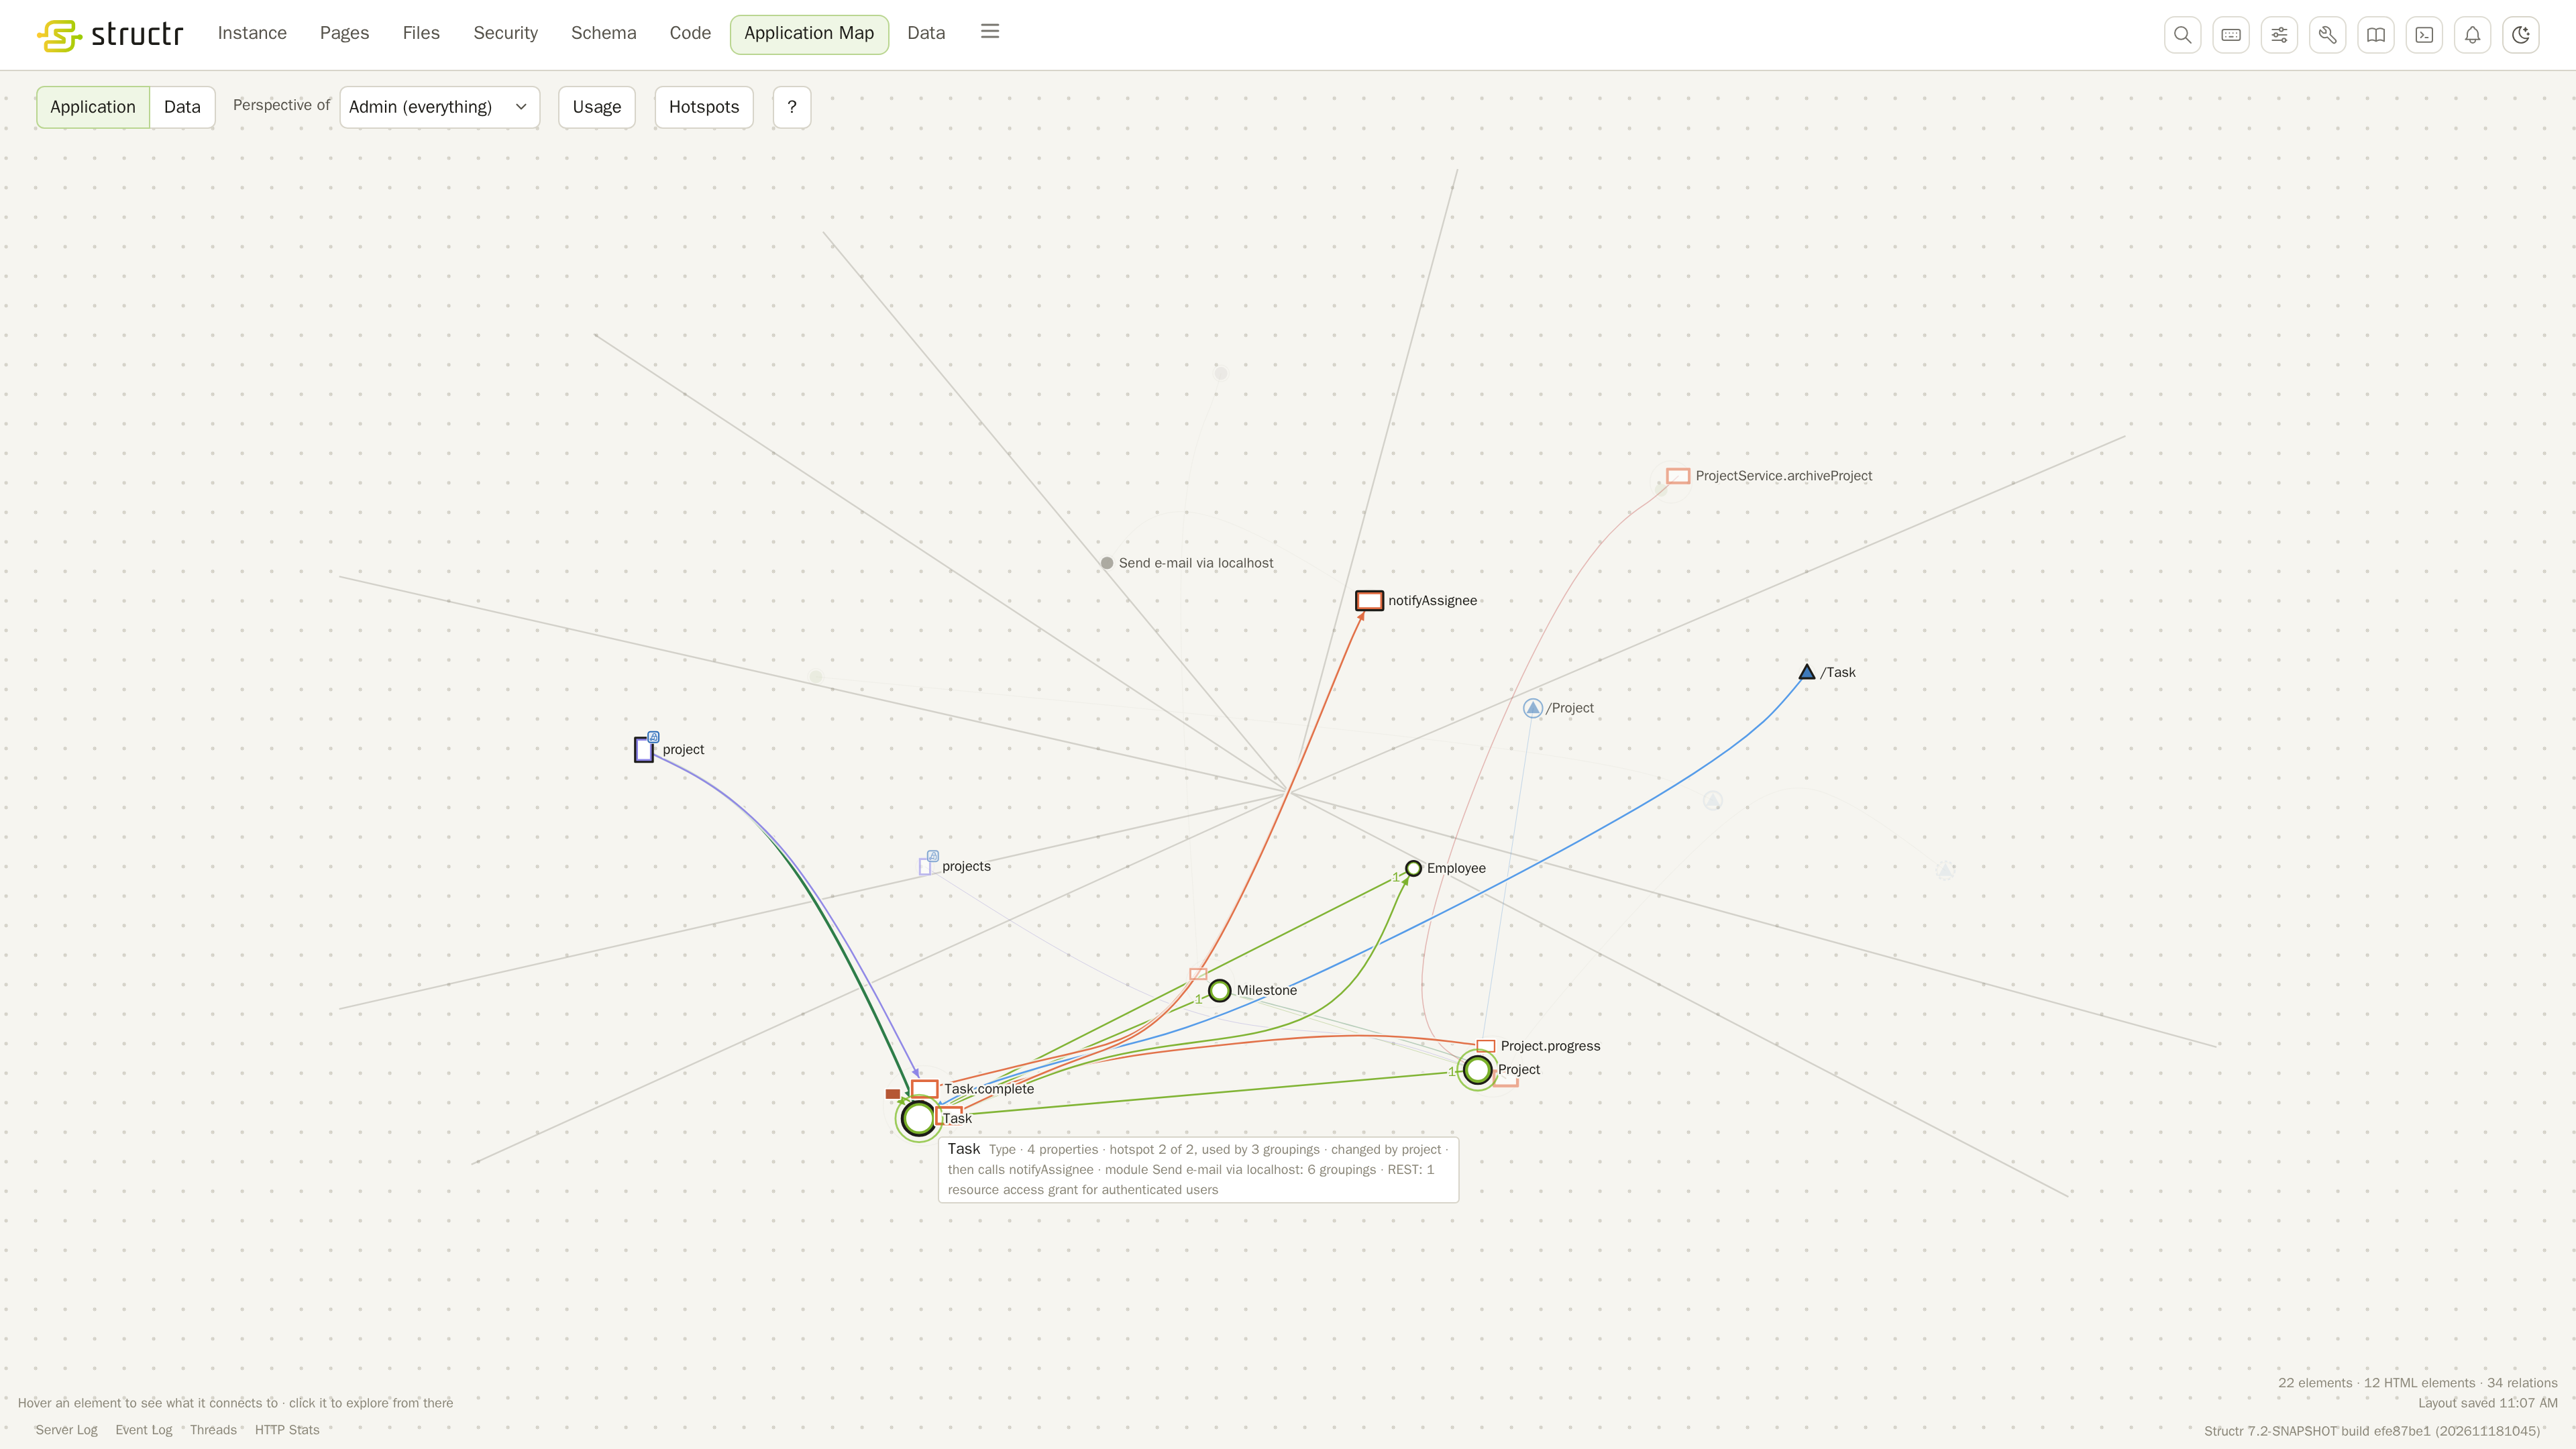 structr
Instance
Pages
Files
Security
Schema
Code
Application Map
Data
Application
Data
Perspective of
Admin (everything)
Usage
Hotspots
?
ProjectService.archiveProject
Send e-mail via localhost
notifyAssignee
/Task
/Project
project
projects
Employee
1
Milestone
1
Project.progress
Project
1
Task.complete
Task
Task Type · 4 properties · hotspot 2 of 2, used by 3 groupings · changed by project ·
then calls notifyAssignee · module Send e-mail via localhost: 6 groupings · REST: 1
resource access grant for authenticated users
22 elements · 12 HTML elements · 34 relations
Hover an element to see what it connects to · click it to explore from there
Layout saved 11:07 AM
Server Log
Event Log
Threads
HTTP Stats
Structr 7.2-SNAPSHOT build efe87be1 (202611181045)